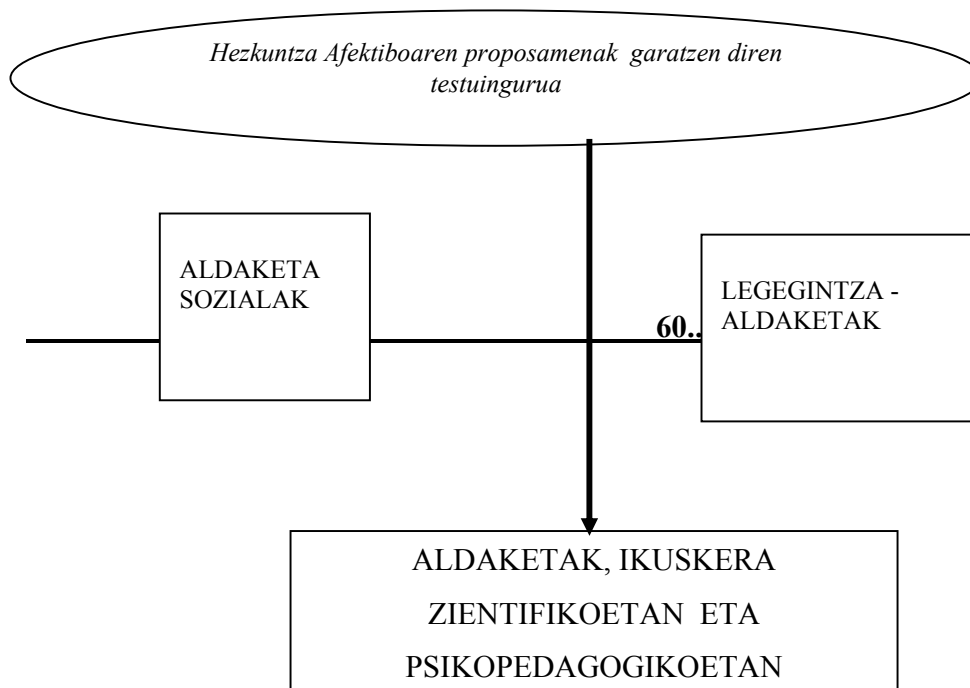 Hezkuntza Afektiboaren proposamenak garatzen diren
testuingurua
ALDAKETA
SOZIALAK
60..
LEGEGINTZA -
ALDAKETAK
ALDAKETAK, IKUSKERA
ZIENTIFIKOETAN ETA
PSIKOPEDAGOGIKOETAN